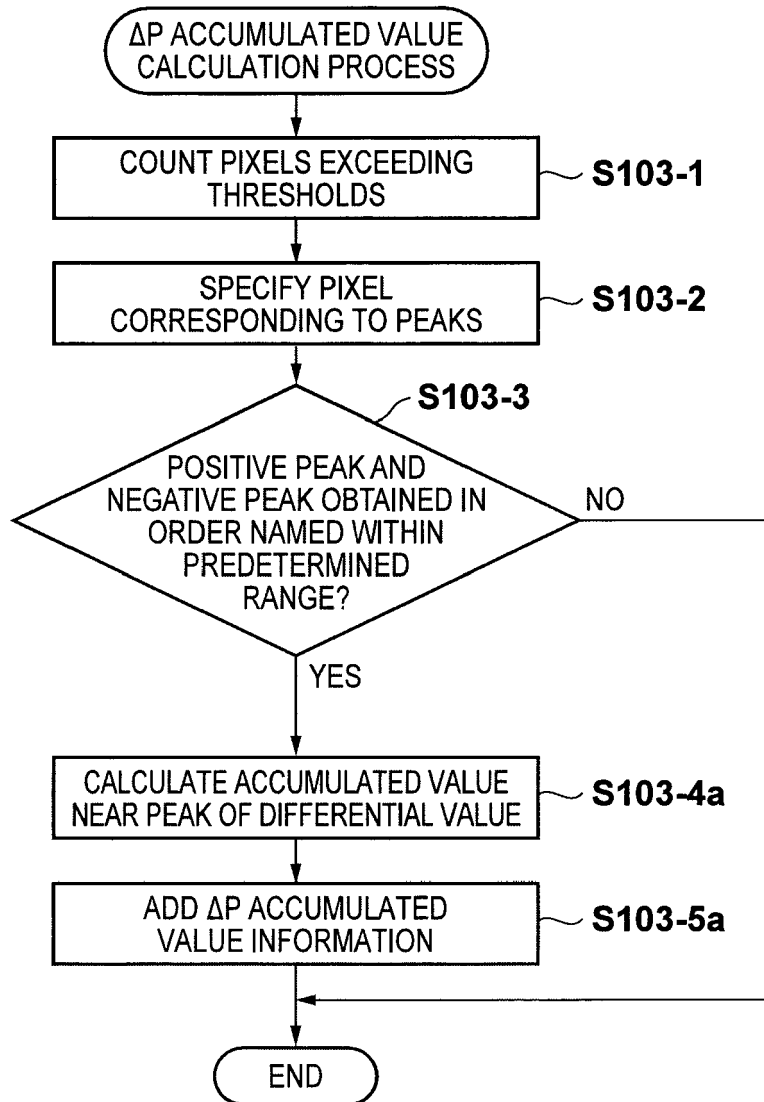 ΔP ACCUMULATED VALUE
CALCULATION PROCESS
COUNT PIXELS EXCEEDING
THRESHOLDS
S103-1
SPECIFY PIXEL
CORRESPONDING TO PEAKS
S103-2
S103-3
POSITIVE PEAK AND
NEGATIVE PEAK OBTAINED IN
ORDER NAMED WITHIN
PREDETERMINED
RANGE?
NO
YES
CALCULATE ACCUMULATED VALUE
NEAR PEAK OF DIFFERENTIAL VALUE
S103-4a
ADD ΔP ACCUMULATED
VALUE INFORMATION
S103-5a
END